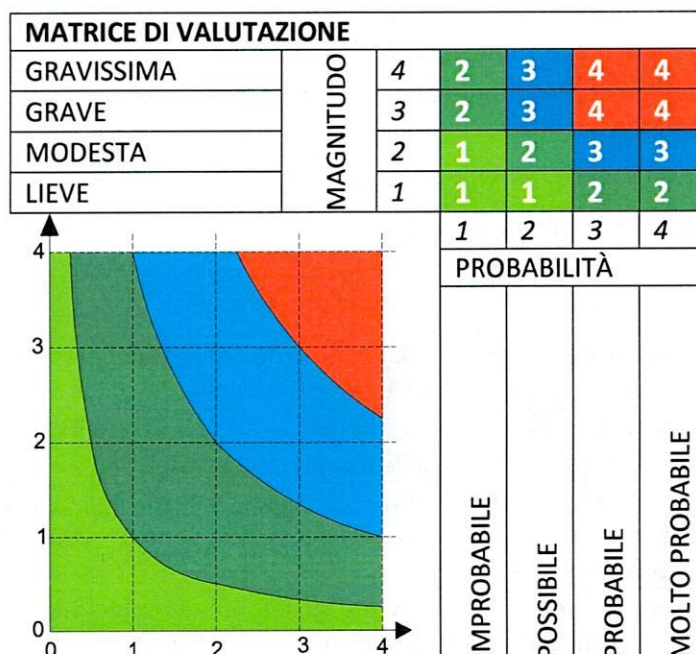 MATRICE DI VALUTAZIONE
GRAVISSIMA 4 2 3 4 4
GRAVE 3 2 3 4 4
MODESTA 2 1 2 3 3
LIEVE 1 1 1 2 2
MAGNITUDO
1 2 3 4
PROBABILITÀ
MPROBABILE
POSSIBILE
PROBABILE
MOLTO PROBABILE
4
3
2
1
0
0 1 2 3 4